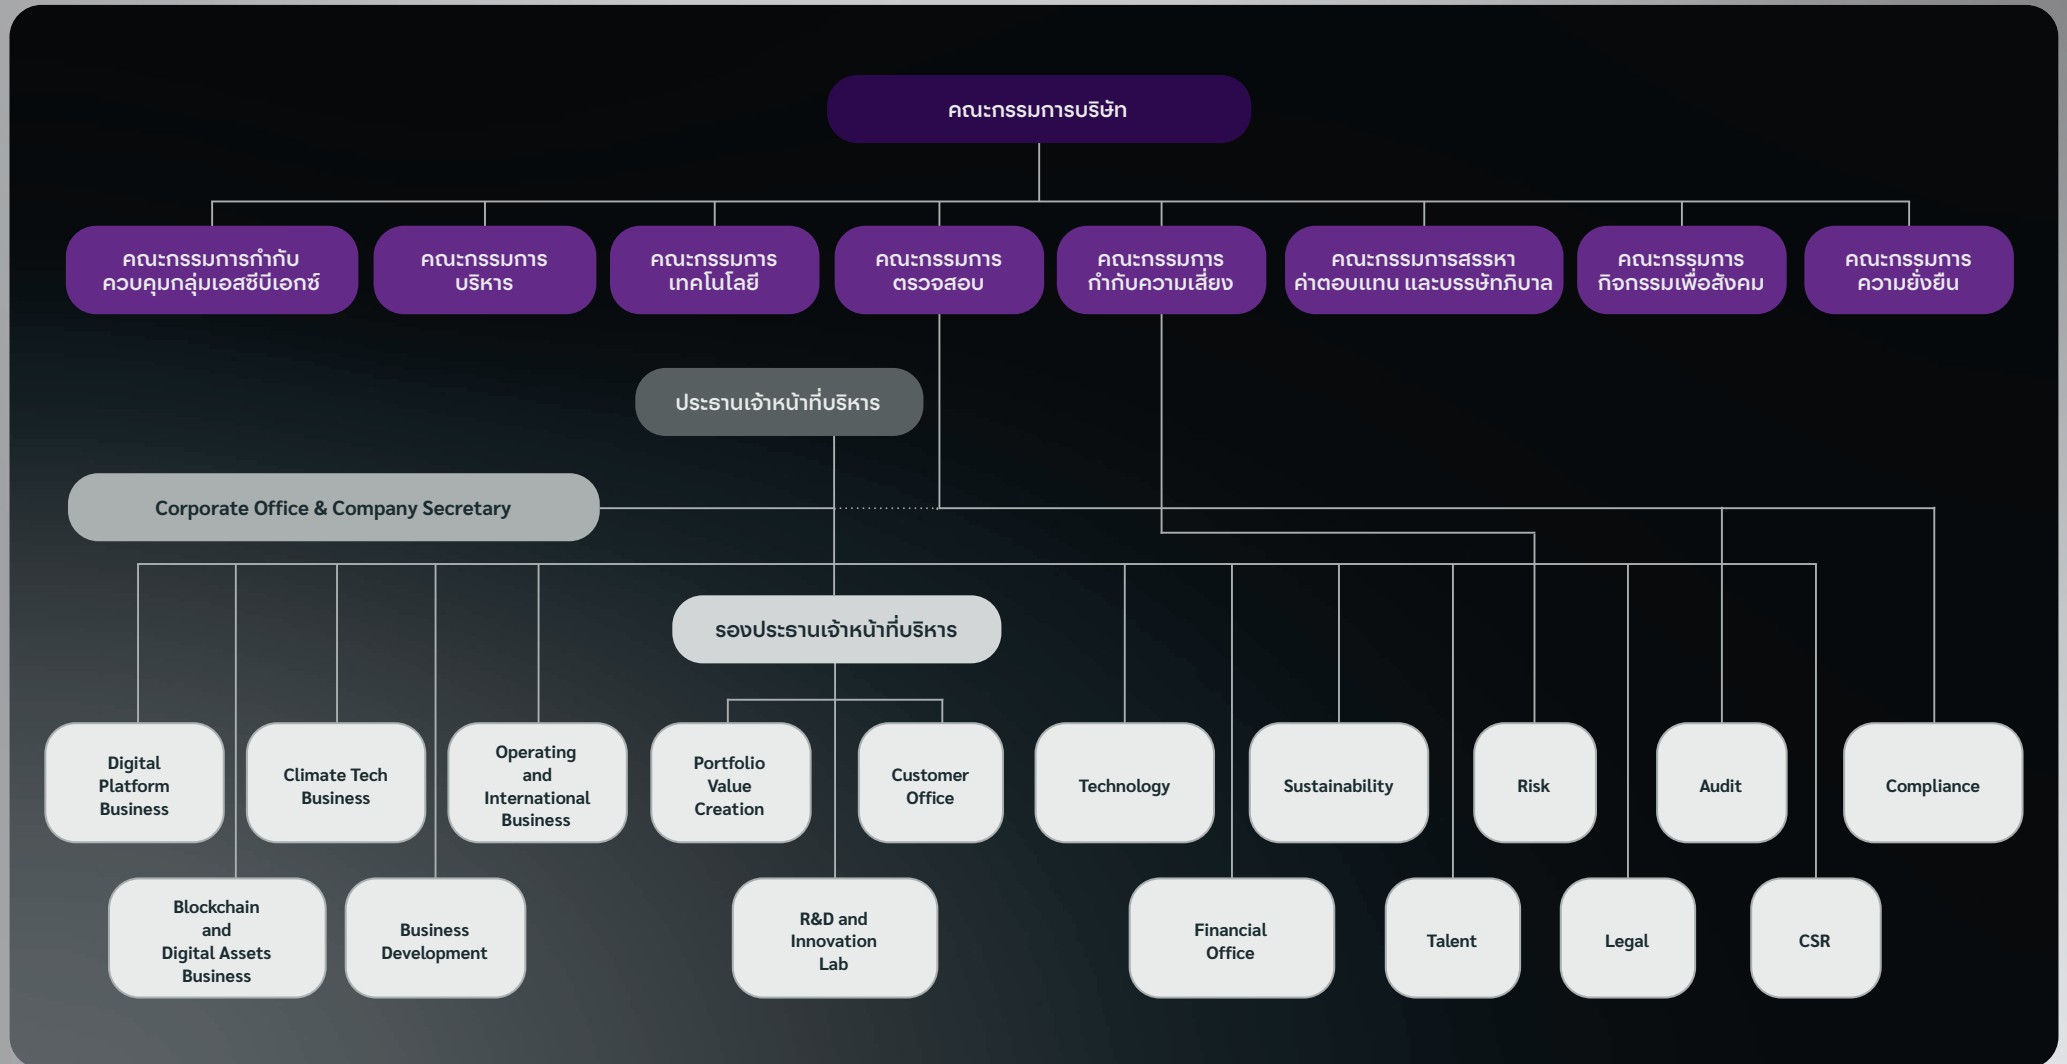 คณะกรรมการบริษัท
คณะกรรมการกำกับ
ควบคุมกลุ่มเอสซีบีเอกซ์
คณะกรรมการ
บริหาร
คณะกรรมการ
เทคโนโลยี
คณะกรรมการ
ตรวจสอบ
คณะกรรมการ
กำกับความเสี่ยง
คณะกรรมการสรรหา
ค่าตอบแทน และบรรษัทภิบาล
คณะกรรมการ
กิจกรรมเพื่อสังคม
คณะกรรมการ
ความยั่งยืน
ประธานเจ้าหน้าที่บริหาร
Corporate Office & Company Secretary
รองประธานเจ้าหน้าที่บริหาร
Digital
Platform
Business
Climate Tech
Business
Operating
and
International
Business
Portfolio
Value
Creation
Customer
Office
Technology
Sustainability
Risk
Audit
Compliance
Blockchain
and
Digital Assets
Business
Business
Development
R&D and
Innovation
Lab
Financial
Office
Talent
Legal
CSR